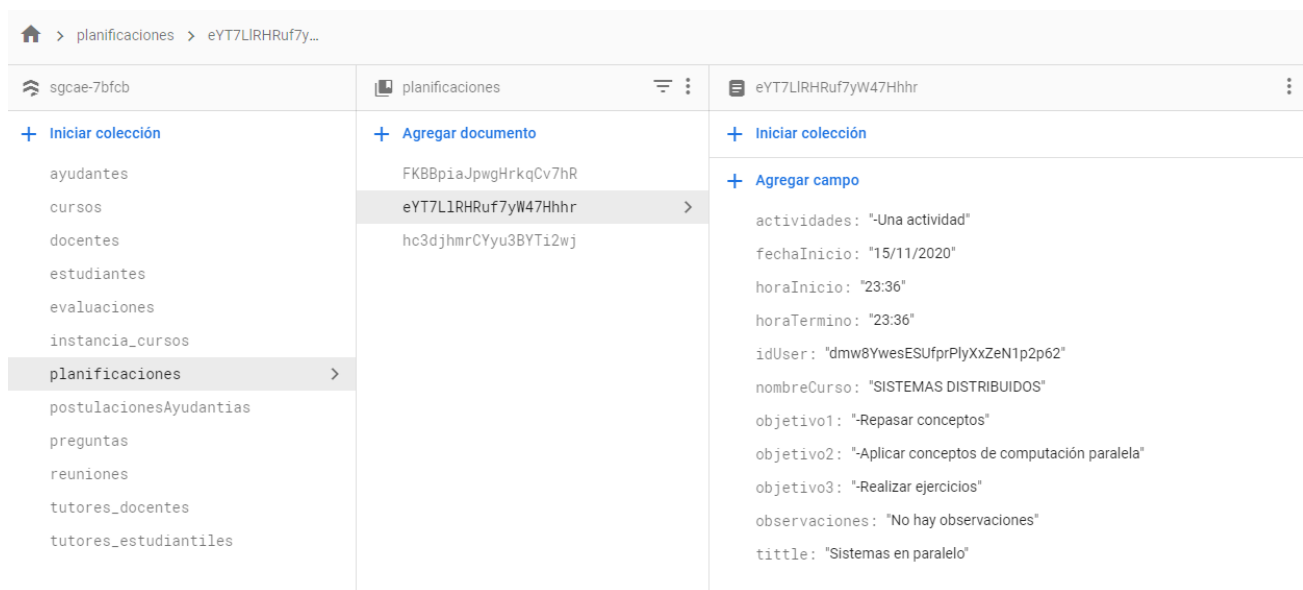 planificaciones > eYT7LlRHRuf7y...
sgcae-7bfcb
Iniciar colección
ayudantes
cursos
docentes
estudiantes
evaluaciones
instancia_cursos
planificaciones
postulacionesAyudantias
preguntas
reuniones
tutores_docentes
tutores_estudiantiles
planificaciones
Agregar documento
FKBBpiaJpwgHrkqCv7hR
eYT7LlRHRuf7yW47Hhhr
hc3djhmrCYyu3BYTi2wj
eYT7LlRHRuf7yW47Hhhr
Iniciar colección
Agregar campo
actividades: "-Una actividad"
fechaInicio: "15/11/2020"
horaInicio: "23:36"
horaTermino: "23:36"
idUser: "dmw8YwesESUfprPlyXxZeN1p2p62"
nombreCurso: "SISTEMAS DISTRIBUIDOS"
objetivo1: "-Repasar conceptos"
objetivo2: "-Aplicar conceptos de computación paralela"
objetivo3: "-Realizar ejercicios"
observaciones: "No hay observaciones"
tittle: "Sistemas en paralelo"